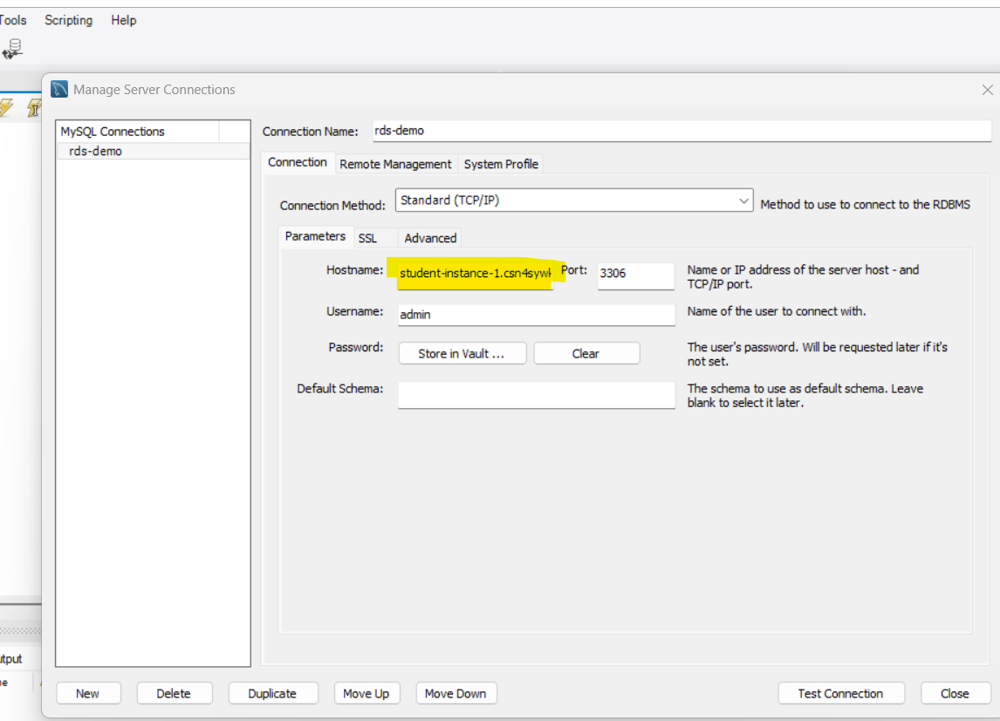 Tools Scripting Help
Manage Server Connections
MySQL Connections
rds-demo
Connection Name: rds-demo
Connection Remote Management System Profile
Connection Method: Standard (TCP/IP) Method to use to connect to the RDBMS
Parameters SSL Advanced
Hostname: student-instance-1.csn4syw Port: 3306 Name or IP address of the server host - and
TCP/IP port.
Username: admin Name of the user to connect with.
Password: Store in Vault ... Clear The user's password. Will be requested later if it's
not set.
Default Schema: The schema to use as default schema. Leave
blank to select it later.
New Delete Duplicate Move Up Move Down Test Connection Close